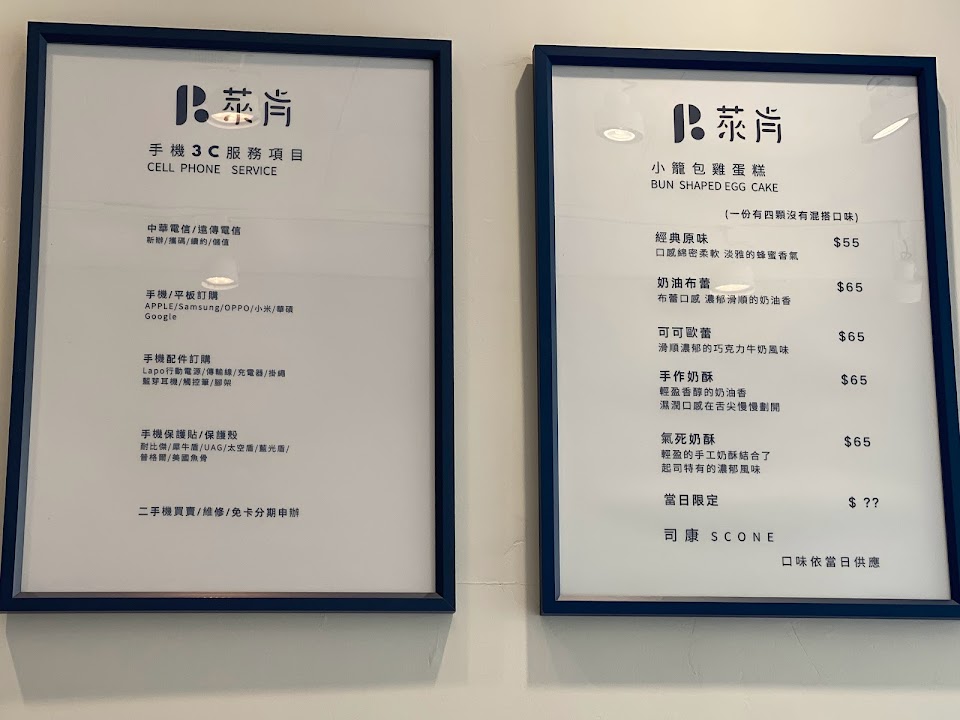 萊肯
手機3C服務項目
CELL PHONE SERVICE
中華電信/遠傳電信
新辦/攜碼/續約/儲值
手機/平板訂購
APPLE/Samsung/OPPO/小米/華碩
Google
手機配件訂購
Lapo行動電源/傳輸線/充電器/掛繩
藍芽耳機/觸控筆/腳架
手機保護貼/保護殼
耐比傑/犀牛盾/UAG/太空盾/藍光盾/
普格爾/美國魚骨
二手機買賣/維修/免卡分期申辦
萊肯
小籠包雞蛋糕
BUN SHAPED EGG CAKE
(一份有四顆沒有混搭口味)
經典原味 $55
口感綿密柔軟 淡雅的蜂蜜香氣
奶油布蕾 $65
布蕾口感 濃郁滑順的奶油香
可可歐蕾 $65
滑順濃郁的巧克力牛奶風味
手作奶酥 $65
輕盈香醇的奶油香
濕潤口感在舌尖慢慢劃開
氣死奶酥 $65
輕盈的手工奶酥結合了
起司特有的濃郁風味
當日限定 $ ??
司康 SCONE
口味依當日供應